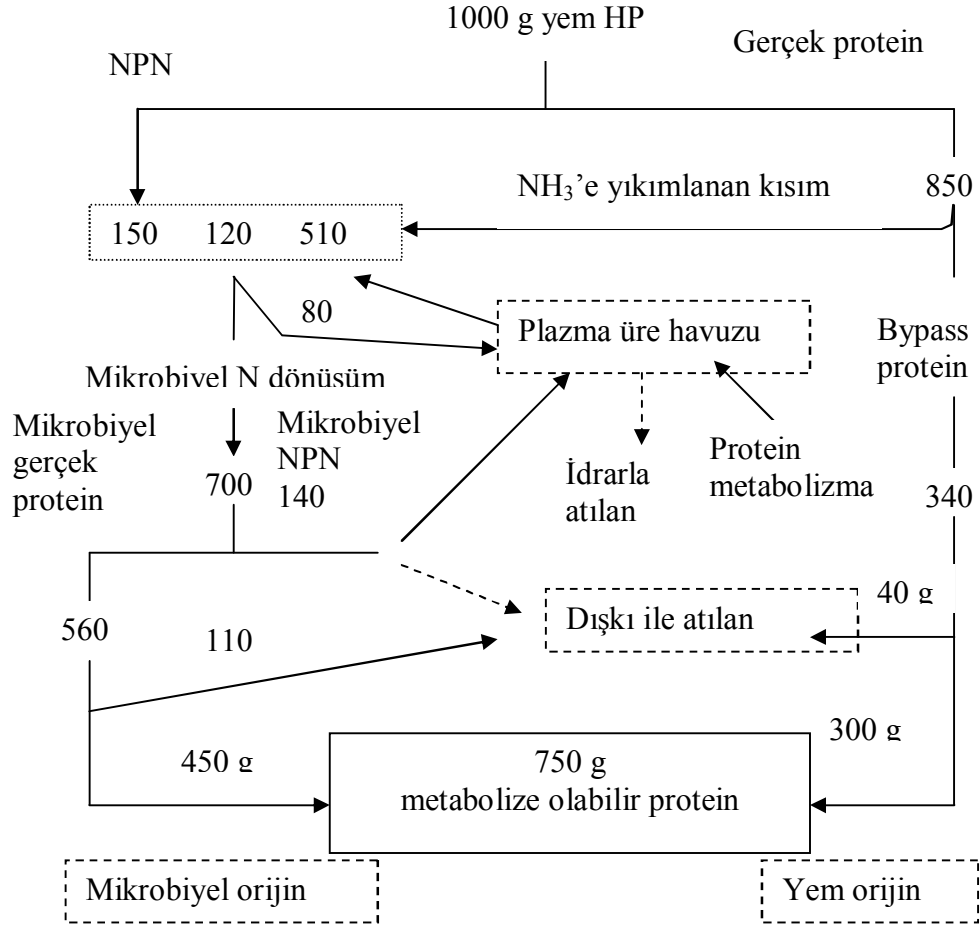 1000 g yem HP
Gerçek protein
NPN
NH₃’e yıkımlanan kısım
850
150 120 510
80
Plazma üre havuzu
Bypass
protein
Mikrobiyel N dönüşüm
Mikrobiyel
gerçek
protein
Mikrobiyel
NPN
140
700
İdrarla
atılan
Protein
metabolizma
340
40 g
560
110
Dışkı ile atılan
300 g
450 g
750 g
metabolize olabilir protein
Mikrobiyel orijin
Yem orijin